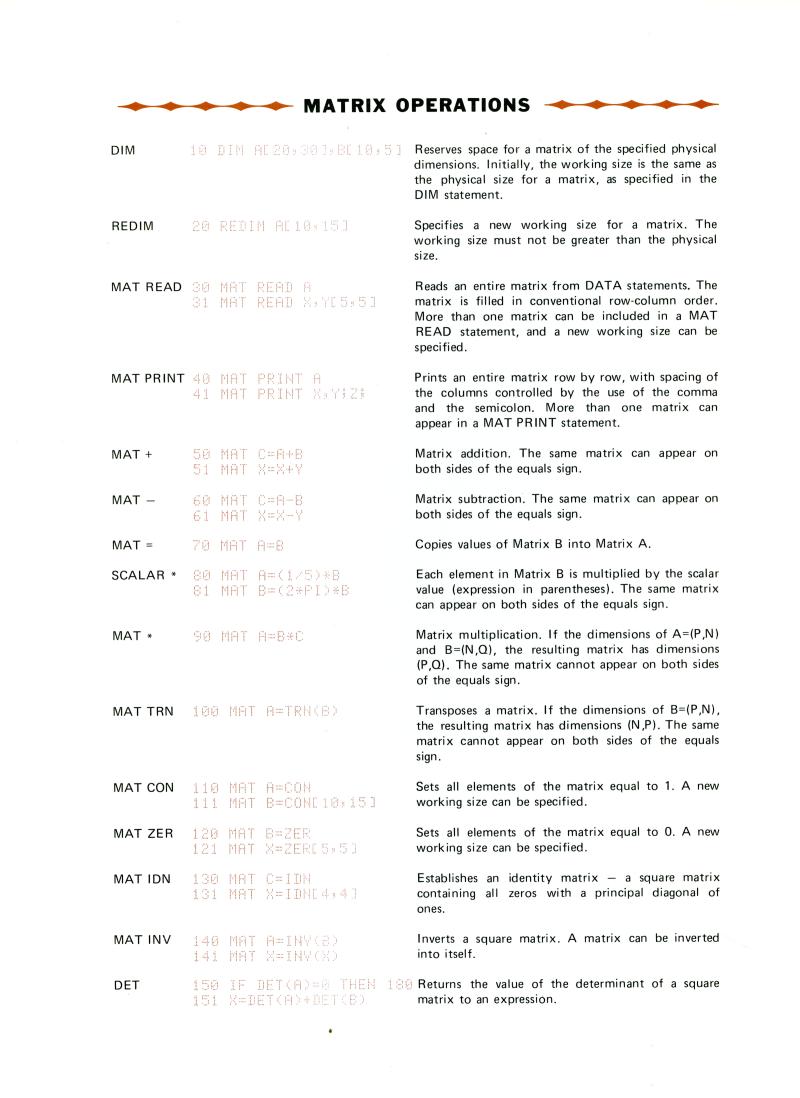 MATRIX OPERATIONS
DIM 10 DIM A[20,30],B[10,5] Reserves space for a matrix of the specified physical
dimensions. Initially, the working size is the same as
the physical size for a matrix, as specified in the
DIM statement.
REDIM 20 REDIM A[10,15] Specifies a new working size for a matrix. The
working size must not be greater than the physical
size.
MAT READ 30 MAT READ A Reads an entire matrix from DATA statements. The
31 MAT READ X,Y[5,5] matrix is filled in conventional row-column order.
More than one matrix can be included in a MAT
READ statement, and a new working size can be
specified.
MAT PRINT 40 MAT PRINT A Prints an entire matrix row by row, with spacing of
41 MAT PRINT X,Y;Z; the columns controlled by the use of the comma
and the semicolon. More than one matrix can
appear in a MAT PRINT statement.
MAT + 50 MAT C=A+B Matrix addition. The same matrix can appear on
51 MAT X=X+Y both sides of the equals sign.
MAT — 60 MAT C=A-B Matrix subtraction. The same matrix can appear on
61 MAT X=X-Y both sides of the equals sign.
MAT = 70 MAT A=B Copies values of Matrix B into Matrix A.
SCALAR * 80 MAT A=(1/5)*B Each element in Matrix B is multiplied by the scalar
81 MAT B=(2*PI)*B value (expression in parentheses). The same matrix
can appear on both sides of the equals sign.
MAT * 90 MAT A=B*C Matrix multiplication. If the dimensions of A=(P,N)
and B=(N,Q), the resulting matrix has dimensions
(P,Q). The same matrix cannot appear on both sides
of the equals sign.
MAT TRN 100 MAT A=TRN(B) Transposes a matrix. If the dimensions of B=(P,N),
the resulting matrix has dimensions (N,P). The same
matrix cannot appear on both sides of the equals
sign.
MAT CON 110 MAT A=CON Sets all elements of the matrix equal to 1. A new
111 MAT B=CON[10,15] working size can be specified.
MAT ZER 120 MAT B=ZER Sets all elements of the matrix equal to 0. A new
121 MAT X=ZER[5,5] working size can be specified.
MAT IDN 130 MAT C=IDN Establishes an identity matrix — a square matrix
131 MAT X=IDN[4,4] containing all zeros with a principal diagonal of
ones.
MAT INV 140 MAT A=INV(B) Inverts a square matrix. A matrix can be inverted
141 MAT X=INV(X) into itself.
DET 150 IF DET(A)=0 THEN 180 Returns the value of the determinant of a square
151 X=DET(A)+DET(B) matrix to an expression.